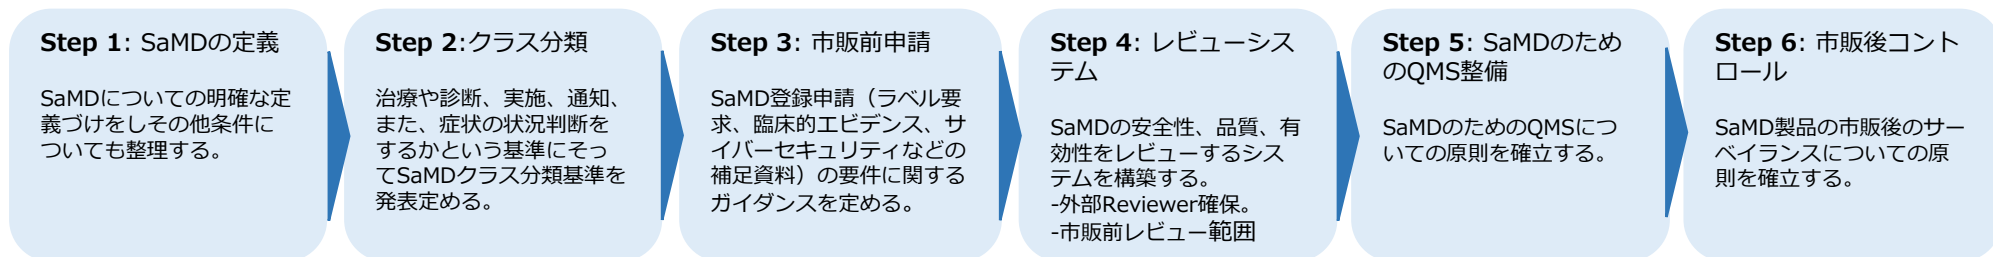 Step 1: SaMDの定義
SaMDについての明確な定
義づけをしその他条件に
ついても整理する。
Step 2:クラス分類
治療や診断、実施、通知、
また、症状の状況判断を
するかという基準にそっ
てSaMDクラス分類基準を
発表定める。
Step 3: 市販前申請
SaMD登録申請（ラベル要
求、臨床的エビデンス、サ
イバーセキュリティなどの
補足資料）の要件に関する
ガイダンスを定める。
Step 4: レビューシス
テム
SaMDの安全性、品質、有
効性をレビューするシス
テムを構築する。
-外部Reviewer確保。
-市販前レビュー範囲
Step 5: SaMDのため
のQMS整備
SaMDのためのQMSにつ
いての原則を確立する。
Step 6: 市販後コント
ロール
SaMD製品の市販後のサー
ベイランスについての原
則を確立する。